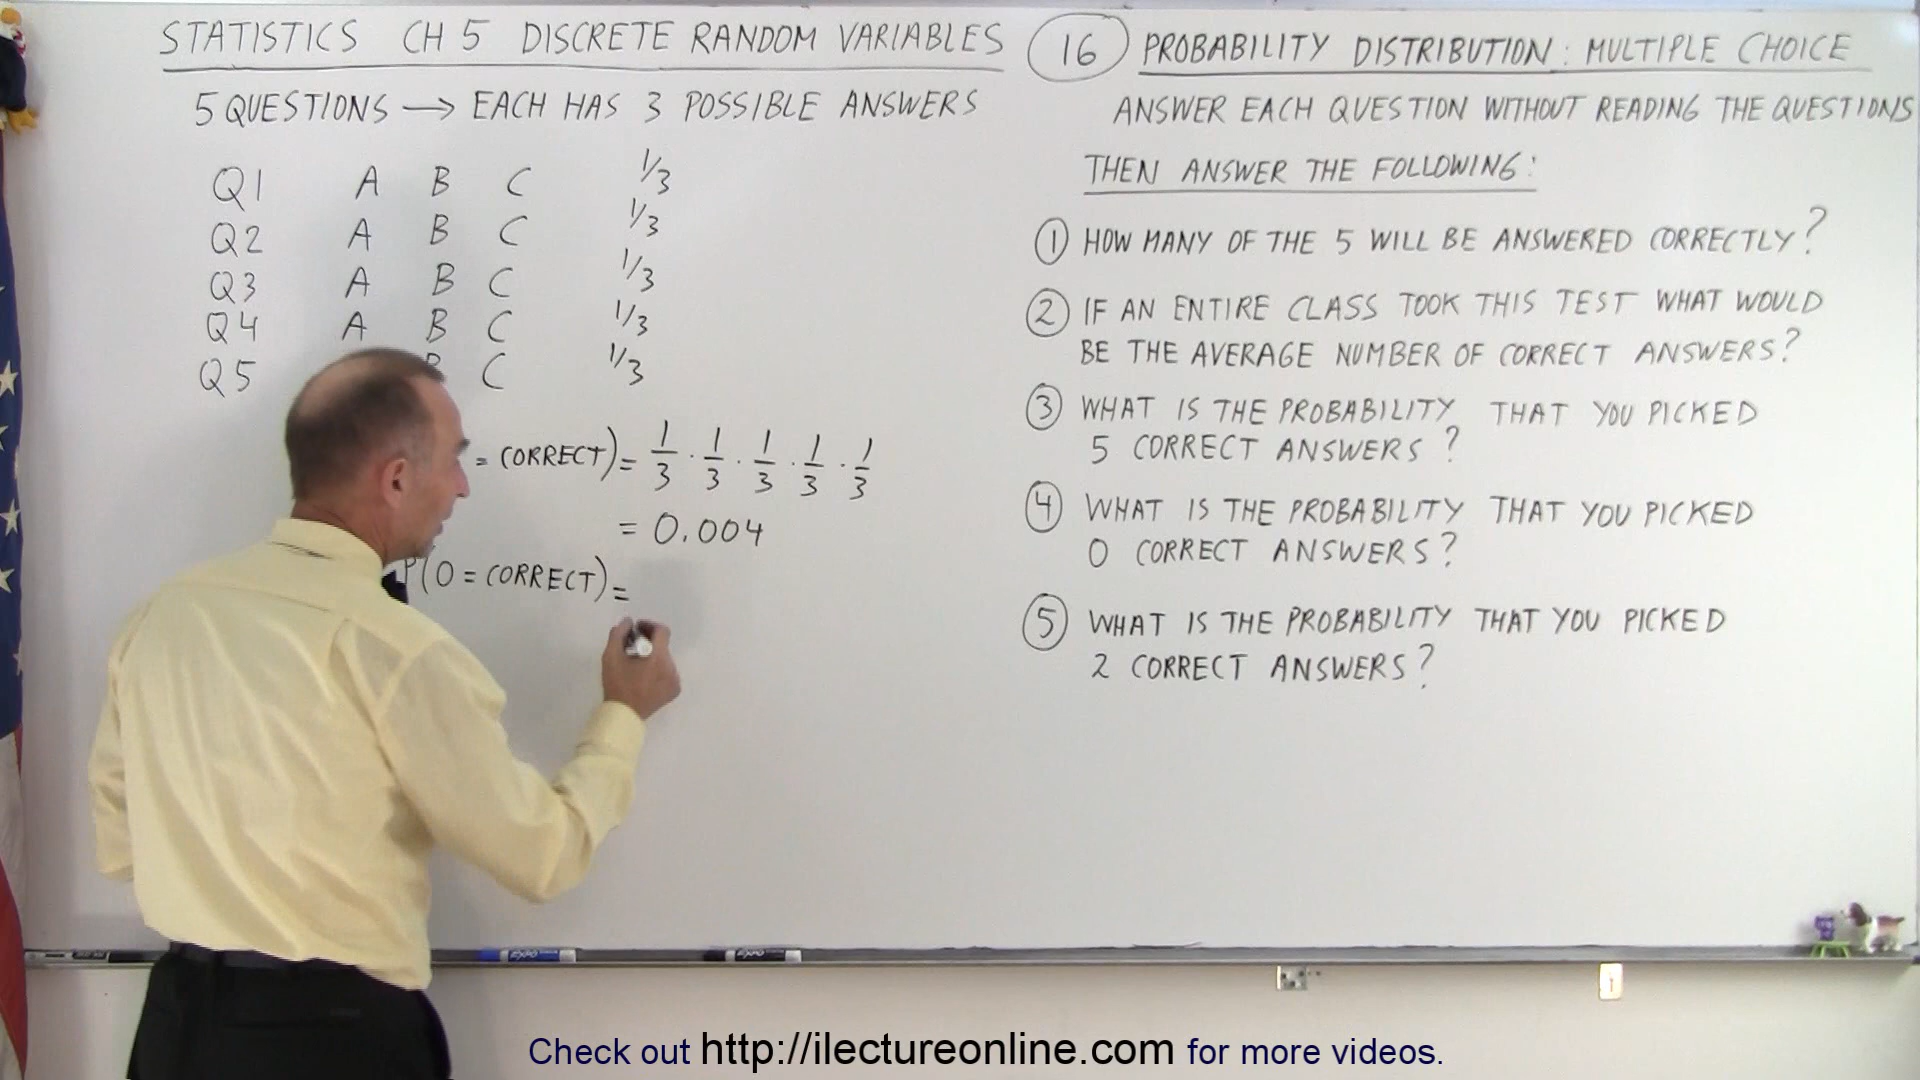 STATISTICS CH 5 DISCRETE RANDOM VARIABLES
5 QUESTIONS → EACH HAS 3 POSSIBLE ANSWERS
Q1 A B C 1/3
Q2 A B C 1/3
Q3 A B C 1/3
Q4 A B C 1/3
Q5 B C 1/3
= CORRECT) = 1/3 · 1/3 · 1/3 · 1/3 · 1/3
= 0.004
P(0 = CORRECT) =
16 PROBABILITY DISTRIBUTION: MULTIPLE CHOICE
ANSWER EACH QUESTION WITHOUT READING THE QUESTIONS
THEN ANSWER THE FOLLOWING:
1 HOW MANY OF THE 5 WILL BE ANSWERED CORRECTLY?
2 IF AN ENTIRE CLASS TOOK THIS TEST WHAT WOULD
BE THE AVERAGE NUMBER OF CORRECT ANSWERS?
3 WHAT IS THE PROBABILITY THAT YOU PICKED
5 CORRECT ANSWERS?
4 WHAT IS THE PROBABILITY THAT YOU PICKED
0 CORRECT ANSWERS?
5 WHAT IS THE PROBABILITY THAT YOU PICKED
2 CORRECT ANSWERS?
EXPO
EXPO
Check out http://ilectureonline.com for more videos.